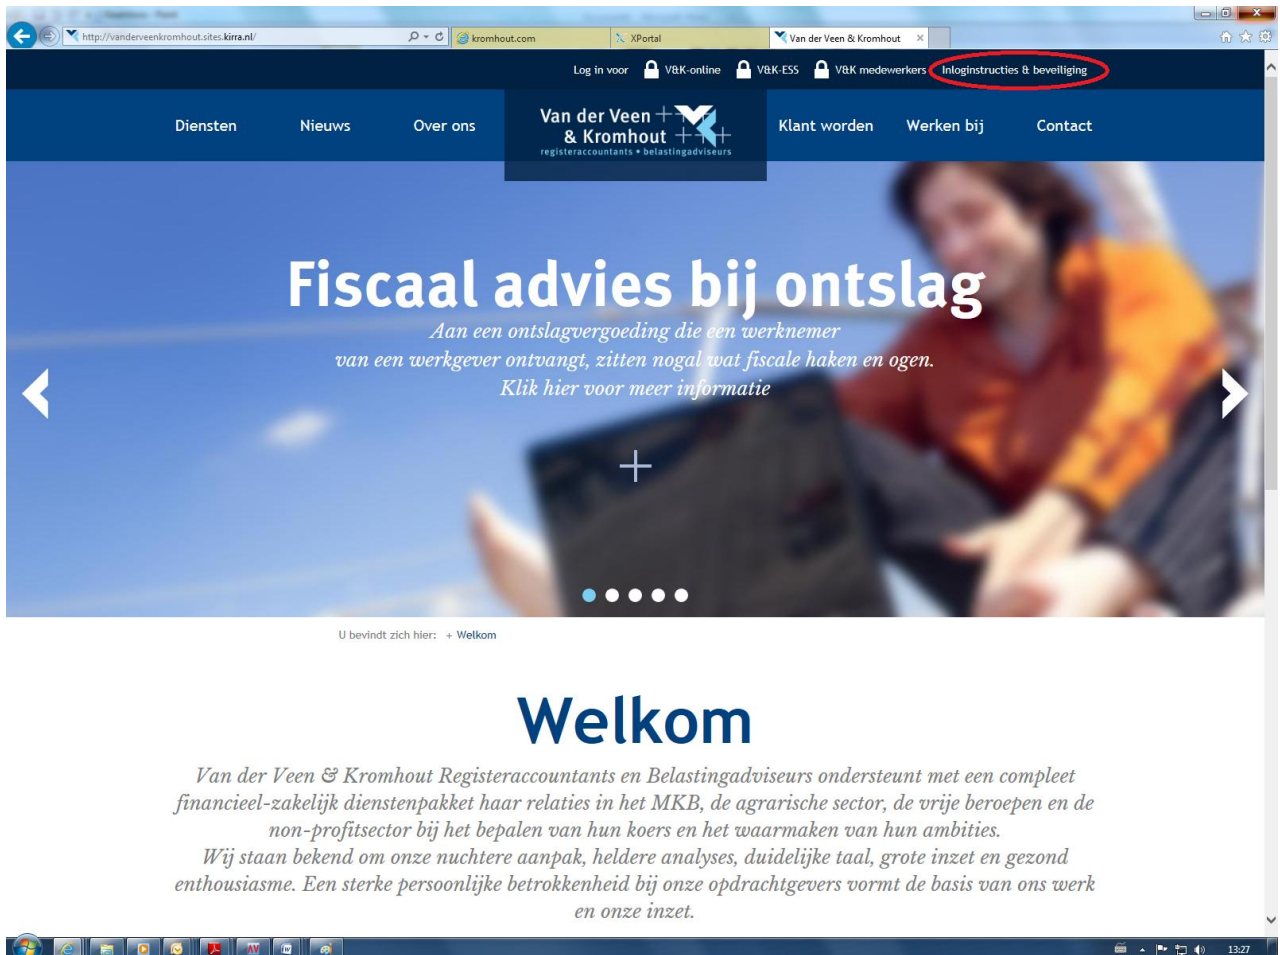 http://vanderveenkromhout.sites.kirra.nl/
kromhout.com
XPortal
Van der Veen & Kromhout
Log in voor V&K-online V&K-ESS V&K medewerkers Inloginstructies & beveiliging
Diensten Nieuws Over ons
Van der Veen
& Kromhout
registeraccountants • belastingadviseurs
Klant worden Werken bij Contact
Fiscaal advies bij ontslag
Aan een ontslagvergoeding die een werknemer
van een werkgever ontvangt, zitten nogal wat fiscale haken en ogen.
Klik hier voor meer informatie
U bevindt zich hier: + Welkom
Welkom
Van der Veen & Kromhout Registeraccountants en Belastingadviseurs ondersteunt met een compleet
financieel-zakelijk dienstenpakket haar relaties in het MKB, de agrarische sector, de vrije beroepen en de
non-profitsector bij het bepalen van hun koers en het waarmaken van hun ambities.
Wij staan bekend om onze nuchtere aanpak, heldere analyses, duidelijke taal, grote inzet en gezond
enthousiasme. Een sterke persoonlijke betrokkenheid bij onze opdrachtgevers vormt de basis van ons werk
en onze inzet.
13:27